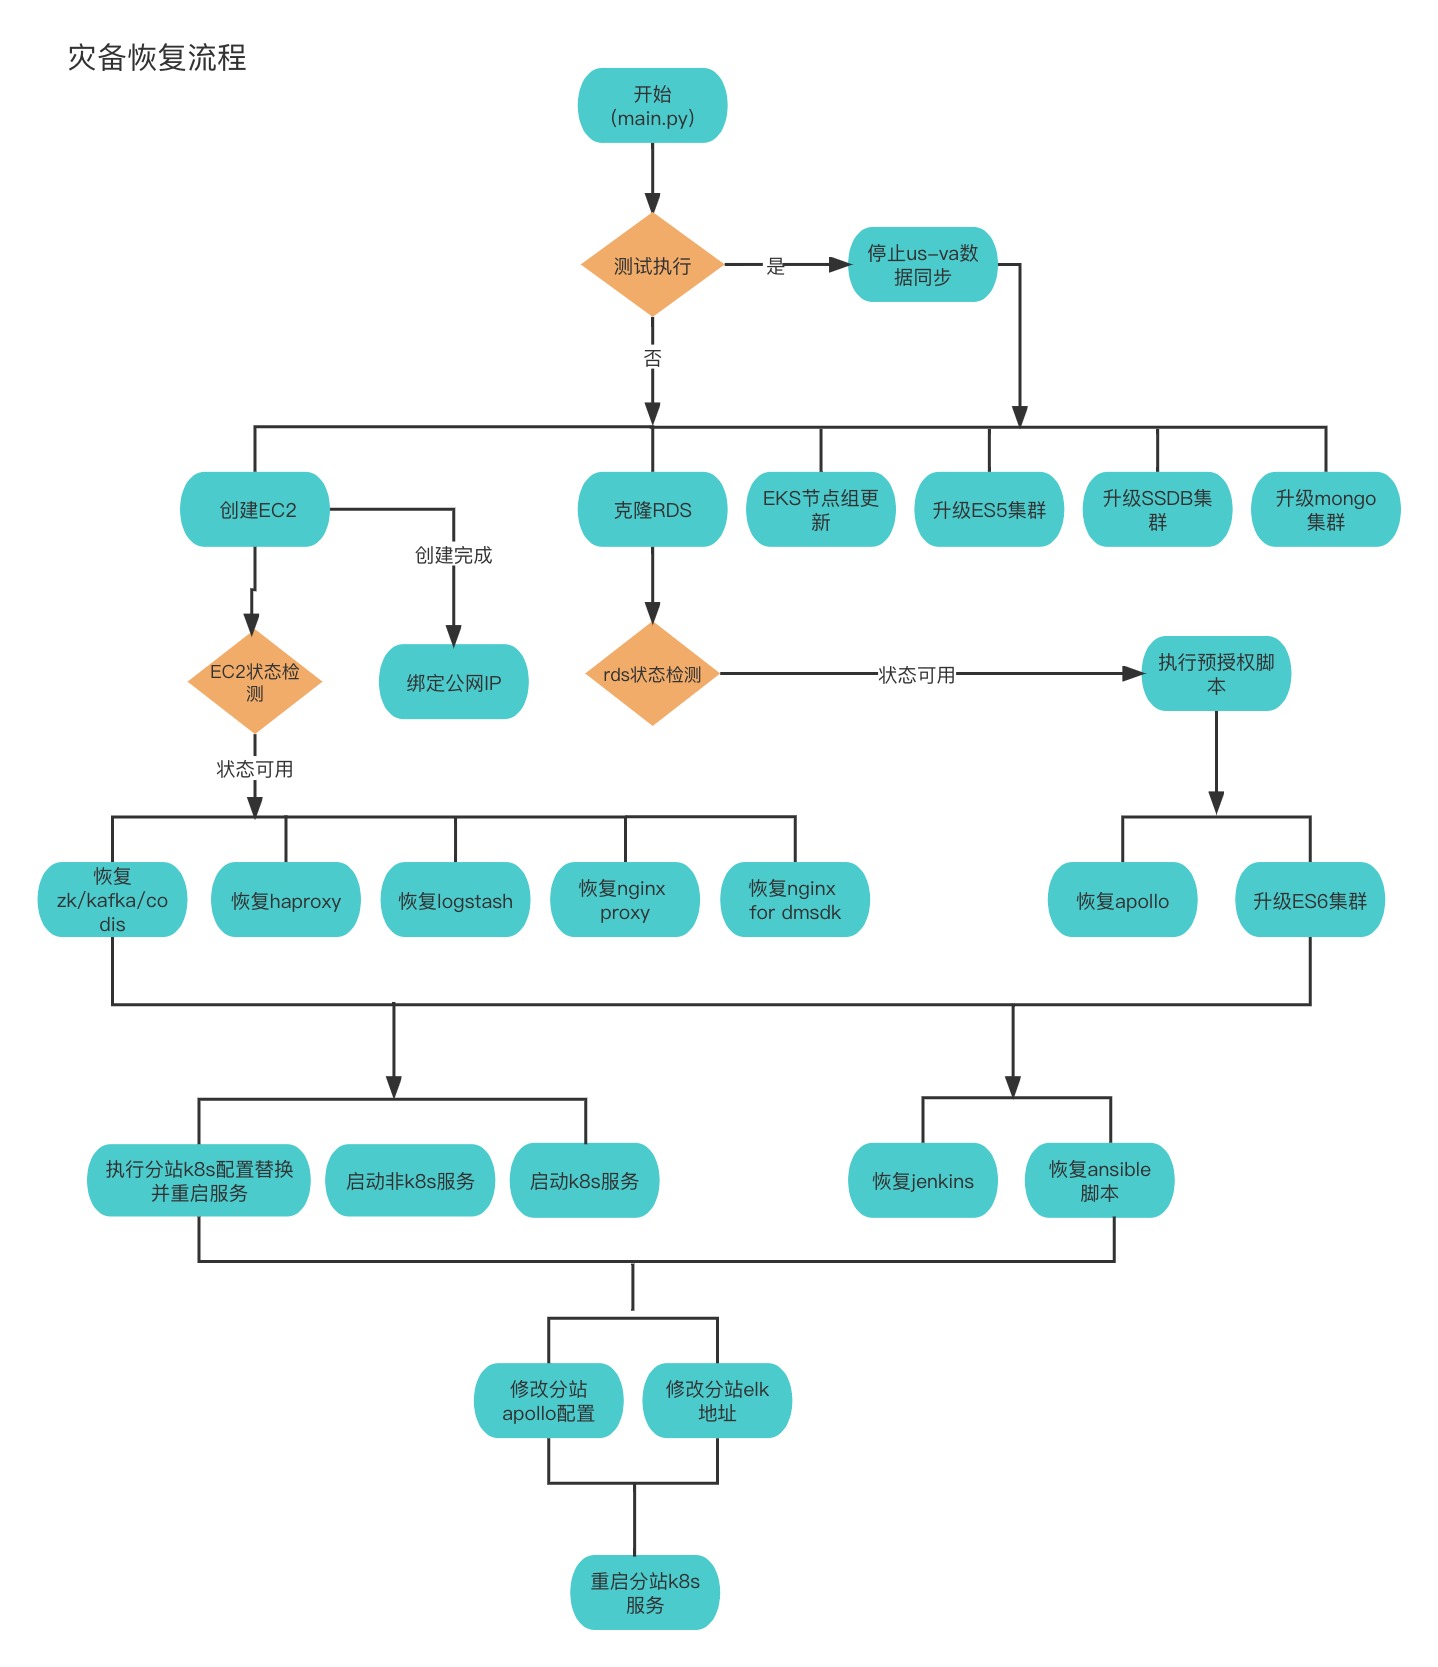 灾备恢复流程
开始
（main.py）
测试执行
是
停止us-va数
据同步
否
创建EC2
克隆RDS
EKS节点组更
新
升级ES5集群
升级SSDB集
群
升级mongo
集群
创建完成
EC2状态检
测
绑定公网IP
rds状态检测
状态可用
执行预授权脚
本
状态可用
恢复
zk/kafka/co
dis
恢复haproxy
恢复logstash
恢复nginx
proxy
恢复nginx
for dmsdk
恢复apollo
升级ES6集群
执行分站k8s配置替换
并重启服务
启动非k8s服务
启动k8s服务
恢复jenkins
恢复ansible
脚本
修改分站
apollo配置
修改分站elk
地址
重启分站k8s
服务